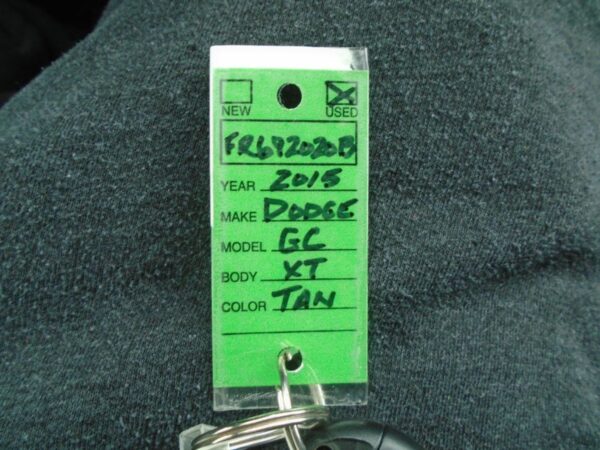 NEW USED
FR692020B
YEAR 2015
MAKE DODGE
MODEL GC
BODY XT
COLOR TAN